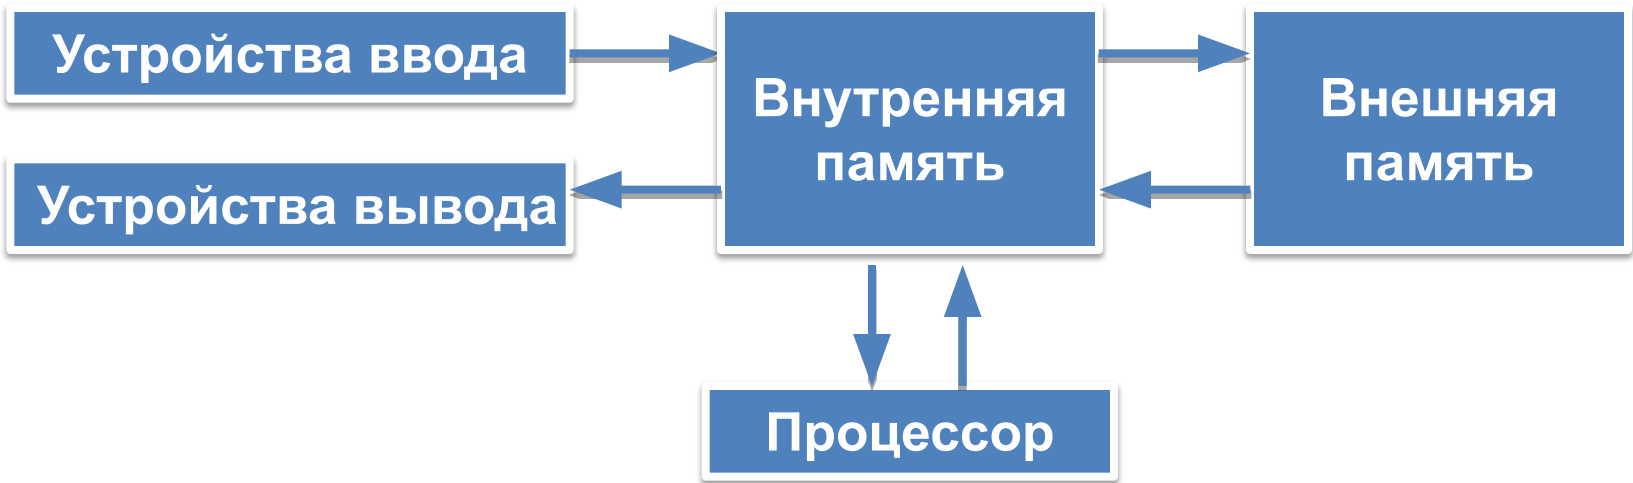 Устройства ввода
Устройства вывода
Внутренняя
память
Внешняя
память
Процессор